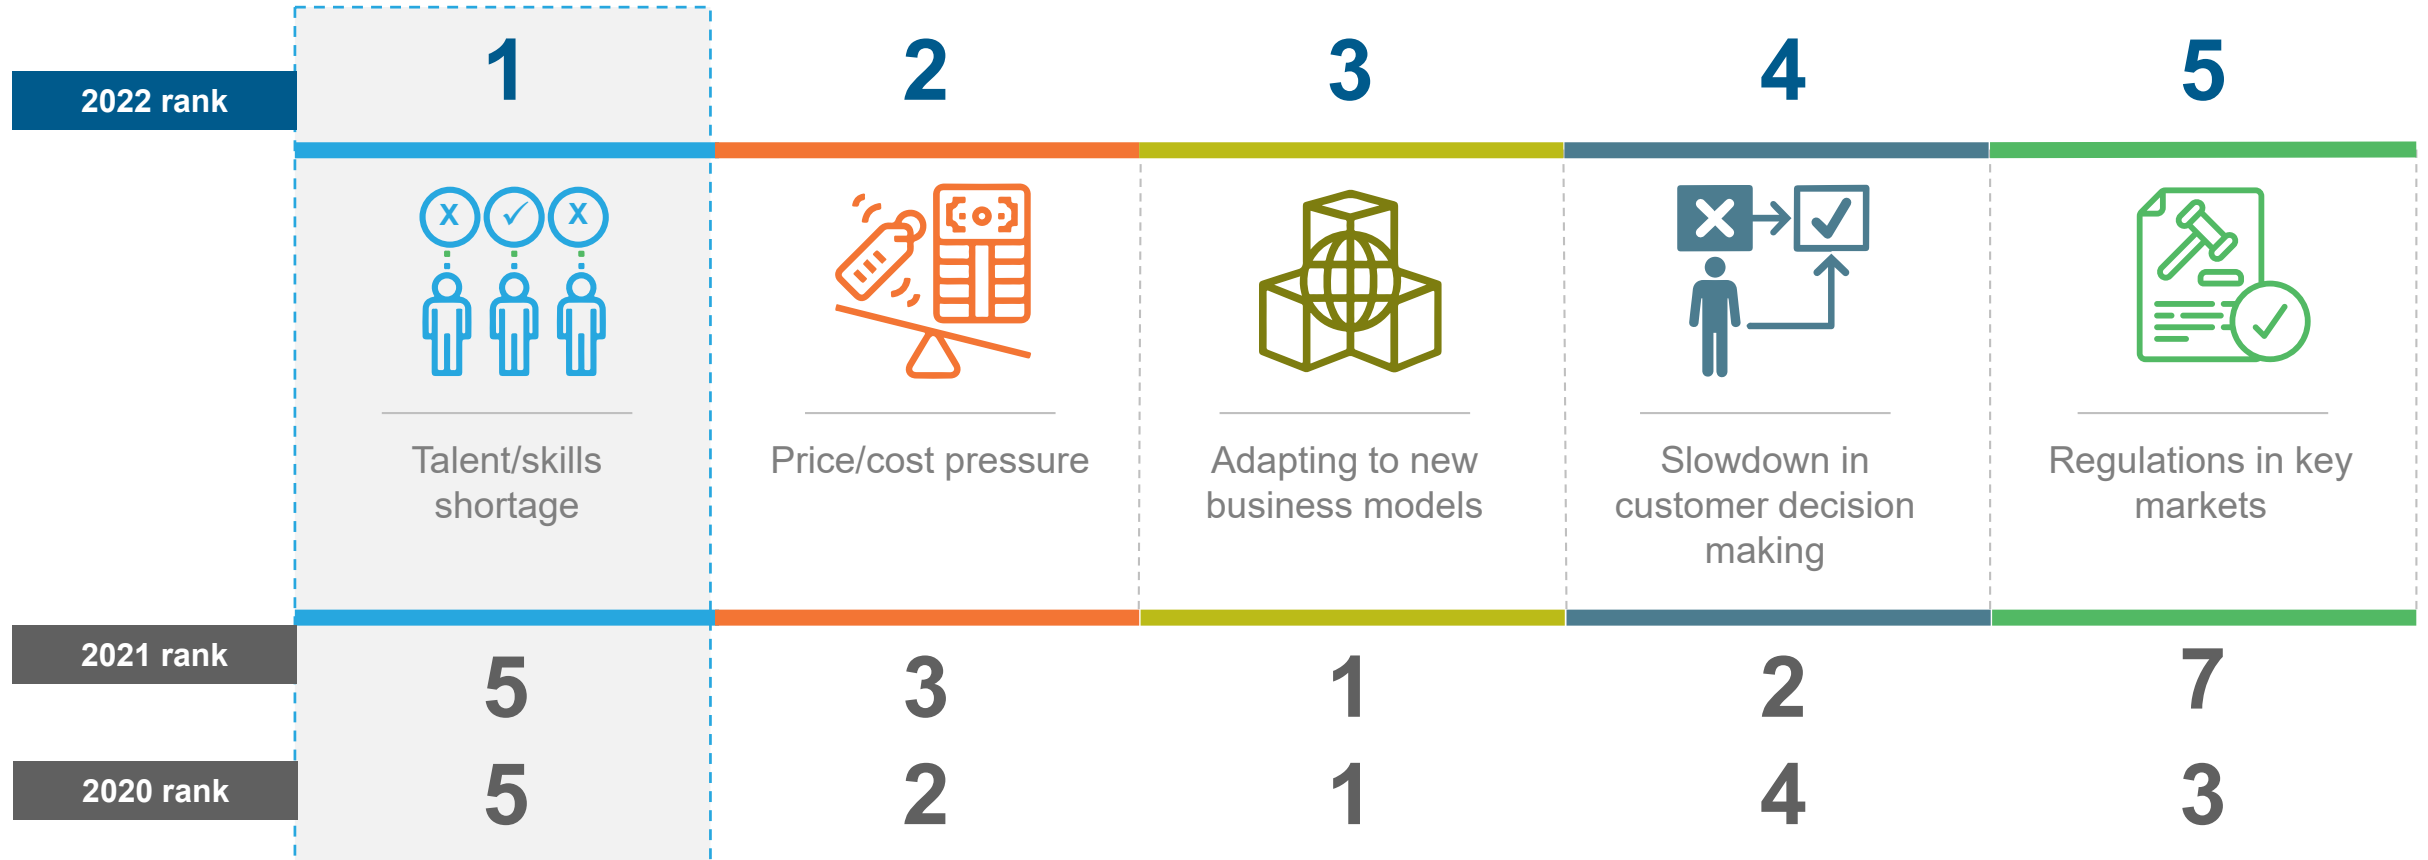 1 2 3 4 5
2022 rank
X ✓ X
Talent/skills
shortage
Price/cost pressure
Adapting to new
business models
Slowdown in
customer decision
making
Regulations in key
markets
2021 rank
5 3 1 2 7
2020 rank
5 2 1 4 3